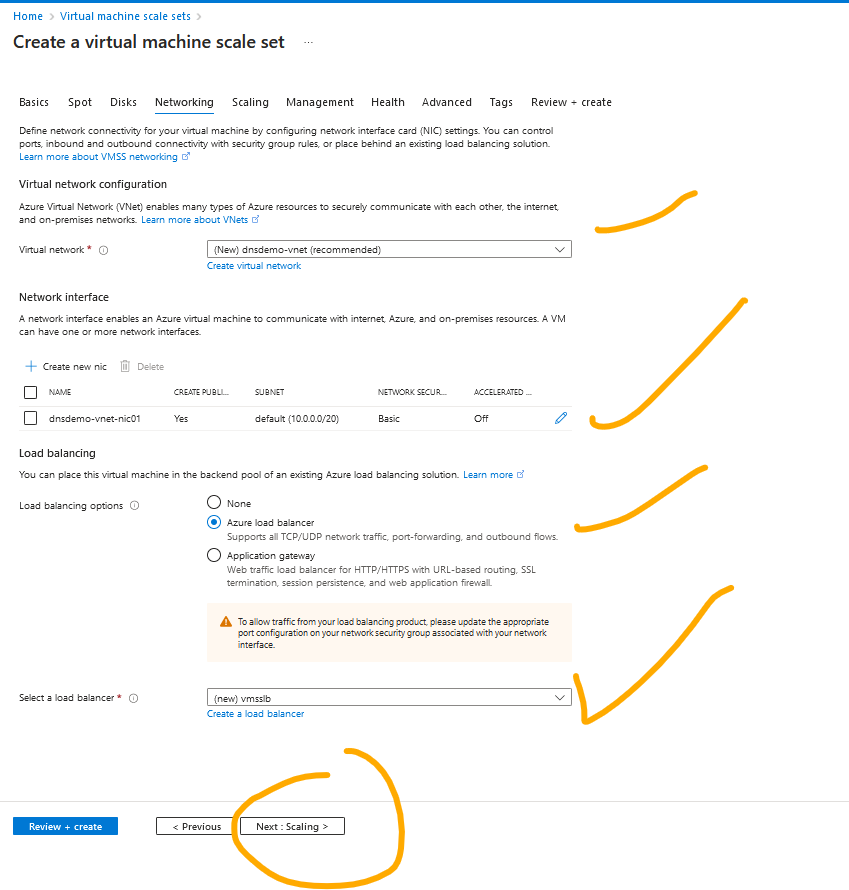 Home > Virtual machine scale sets >
Create a virtual machine scale set ...
Basics Spot Disks Networking Scaling Management Health Advanced Tags Review + create
Define network connectivity for your virtual machine by configuring network interface card (NIC) settings. You can control
ports, inbound and outbound connectivity with security group rules, or place behind an existing load balancing solution.
Learn more about VMSS networking
Virtual network configuration
Azure Virtual Network (VNet) enables many types of Azure resources to securely communicate with each other, the internet,
and on-premises networks. Learn more about VNets
Virtual network * (New) dnsdemo-vnet (recommended)
Create virtual network
Network interface
A network interface enables an Azure virtual machine to communicate with internet, Azure, and on-premises resources. A VM
can have one or more network interfaces.
Create new nic Delete
NAME CREATE PUBLI... SUBNET NETWORK SECUR... ACCELERATED ...
dnsdemo-vnet-nic01 Yes default (10.0.0.0/20) Basic Off
Load balancing
You can place this virtual machine in the backend pool of an existing Azure load balancing solution. Learn more
Load balancing options None
Azure load balancer
Supports all TCP/UDP network traffic, port-forwarding, and outbound flows.
Application gateway
Web traffic load balancer for HTTP/HTTPS with URL-based routing, SSL
termination, session persistence, and web application firewall.
To allow traffic from your load balancing product, please update the appropriate
port configuration on your network security group associated with your network
interface.
Select a load balancer * (new) vmsslb
Create a load balancer
Review + create < Previous Next : Scaling >